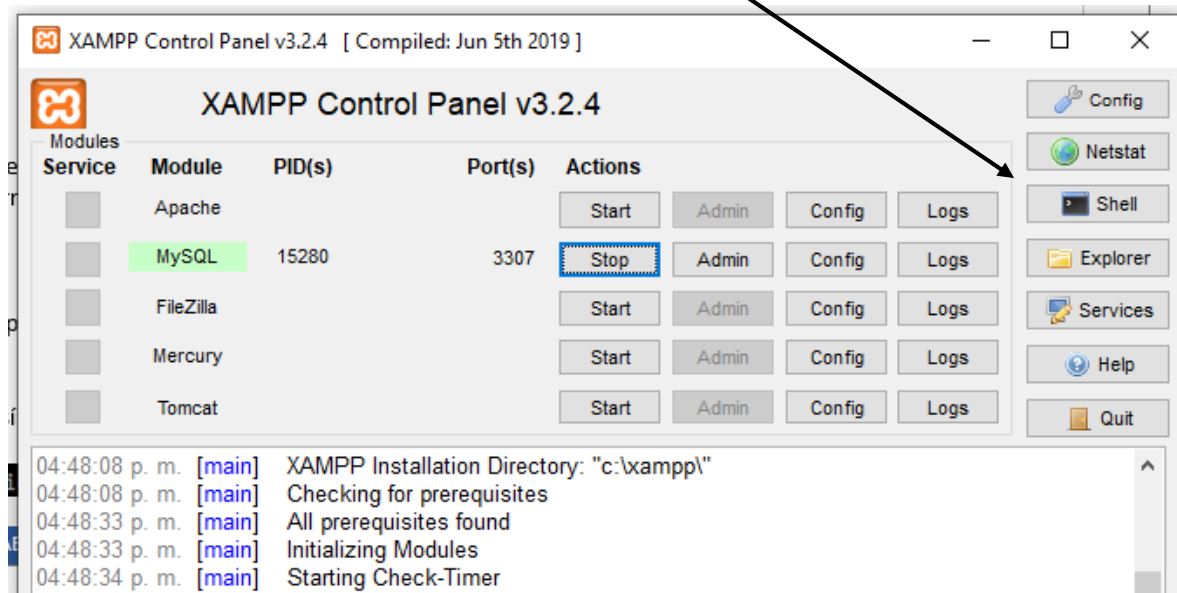 XAMPP Control Panel v3.2.4 [ Compiled: Jun 5th 2019 ]
XAMPP Control Panel v3.2.4
Config
Modules
Netstat
Service Module PID(s) Port(s) Actions
Apache Start Admin Config Logs
Shell
MySQL 15280 3307 Stop Admin Config Logs
Explorer
FileZilla Start Admin Config Logs
Services
Mercury Start Admin Config Logs
Help
Tomcat Start Admin Config Logs
Quit
04:48:08 p. m. [main] XAMPP Installation Directory: "c:\xampp\"
04:48:08 p. m. [main] Checking for prerequisites
04:48:33 p. m. [main] All prerequisites found
04:48:33 p. m. [main] Initializing Modules
04:48:34 p. m. [main] Starting Check-Timer